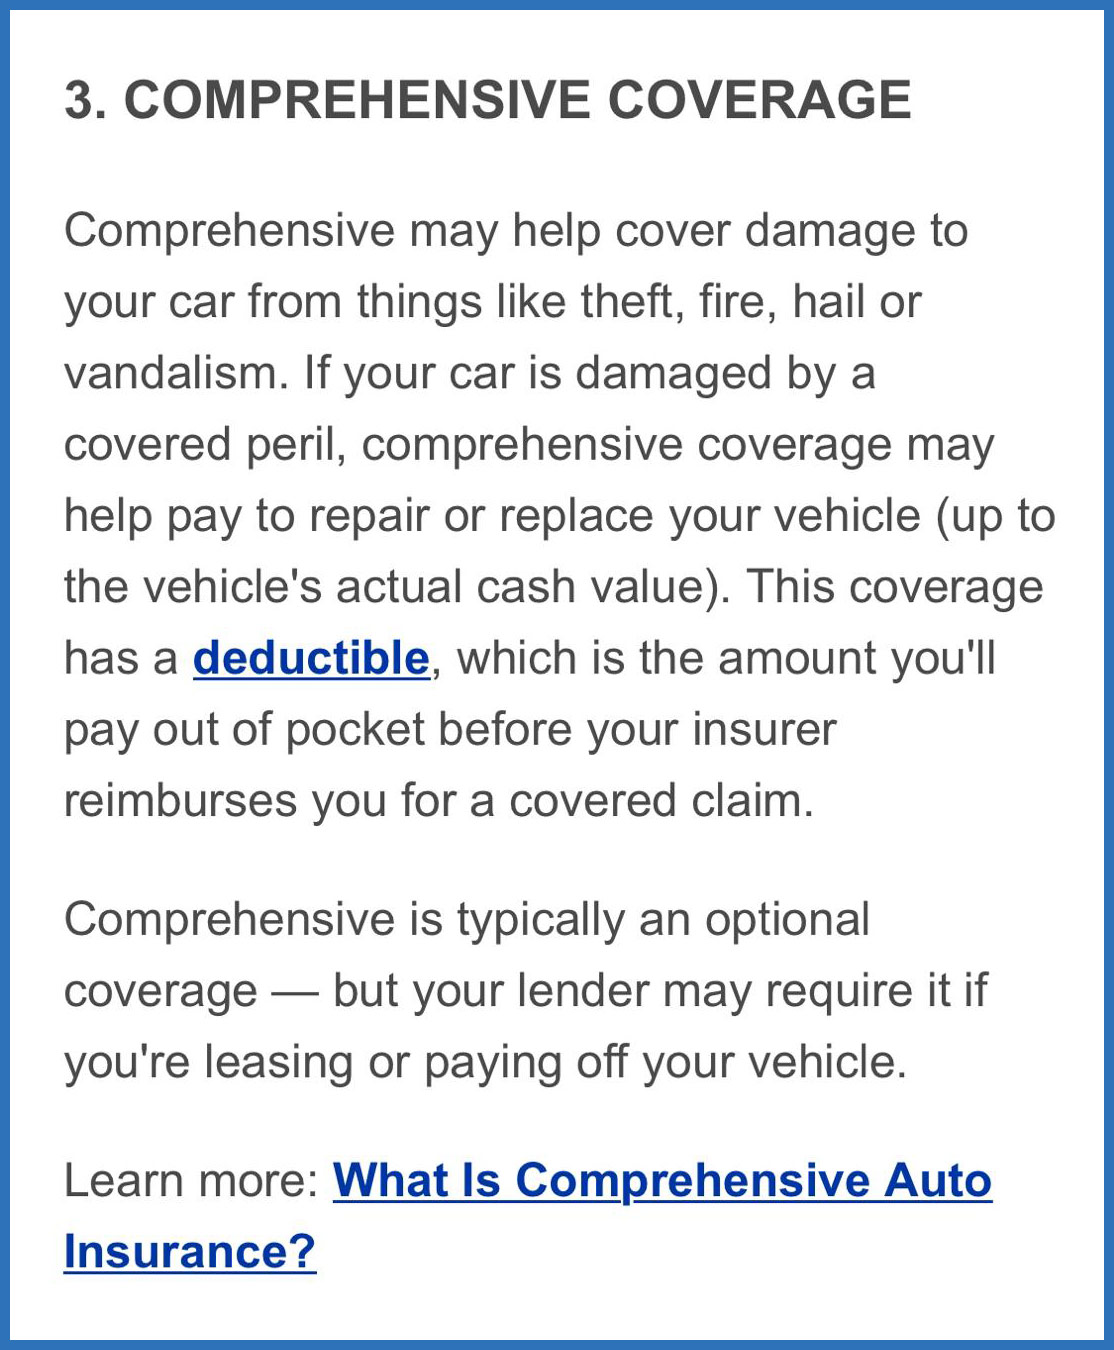 3. COMPREHENSIVE COVERAGE
Comprehensive may help cover damage to
your car from things like theft, fire, hail or
vandalism. If your car is damaged by a
covered peril, comprehensive coverage may
help pay to repair or replace your vehicle (up to
the vehicle's actual cash value). This coverage
has a deductible, which is the amount you'll
pay out of pocket before your insurer
reimburses you for a covered claim.
Comprehensive is typically an optional
coverage — but your lender may require it if
you're leasing or paying off your vehicle.
Learn more: What Is Comprehensive Auto
Insurance?